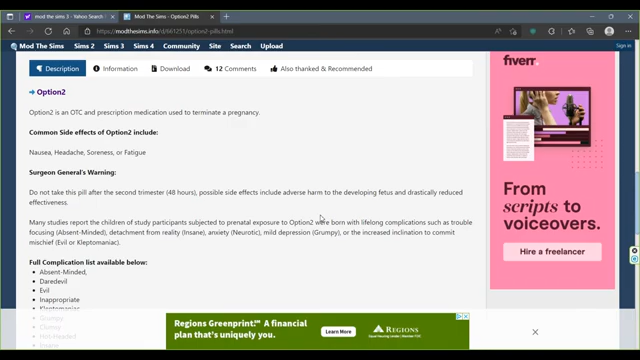 mod the sims 3 - Yahoo Search
Mod The Sims - Option2 Pills
https://modthesims.info/d/661251/option2-pills.html
Sign in
Mod The Sims Sims 2 Sims 3 Sims 4 Community Site Search Upload
Description Information Download 12 Comments Also thanked & Recommended
Option2
Option2 is an OTC and prescription medication used to terminate a pregnancy.
Common Side effects of Option2 include:
Nausea, Headache, Soreness, or Fatigue
Surgeon General's Warning:
Do not take this pill after the second trimester (48 hours), possible side effects include adverse harm to the developing fetus and drastically reduced
effectiveness.
Many studies report the children of study participants subjected to prenatal exposure to Option2 were born with lifelong complications such as trouble
focusing (Absent-Minded), detachment from reality (Insane), anxiety (Neurotic), mild depression (Grumpy), or the increased inclination to commit
mischief (Evil or Kleptomaniac).
Full Complication list available below:
Absent-Minded,
Daredevil
Evil
Inappropriate
Kleptomaniac
Grumpy
Clumsy
Hot-Headed
Insane
fiverr.
From
scripts to
voiceovers.
Hire a freelancer
Regions Greenprint.℠ A financial
plan that's uniquely you.
Learn More
REGIONS